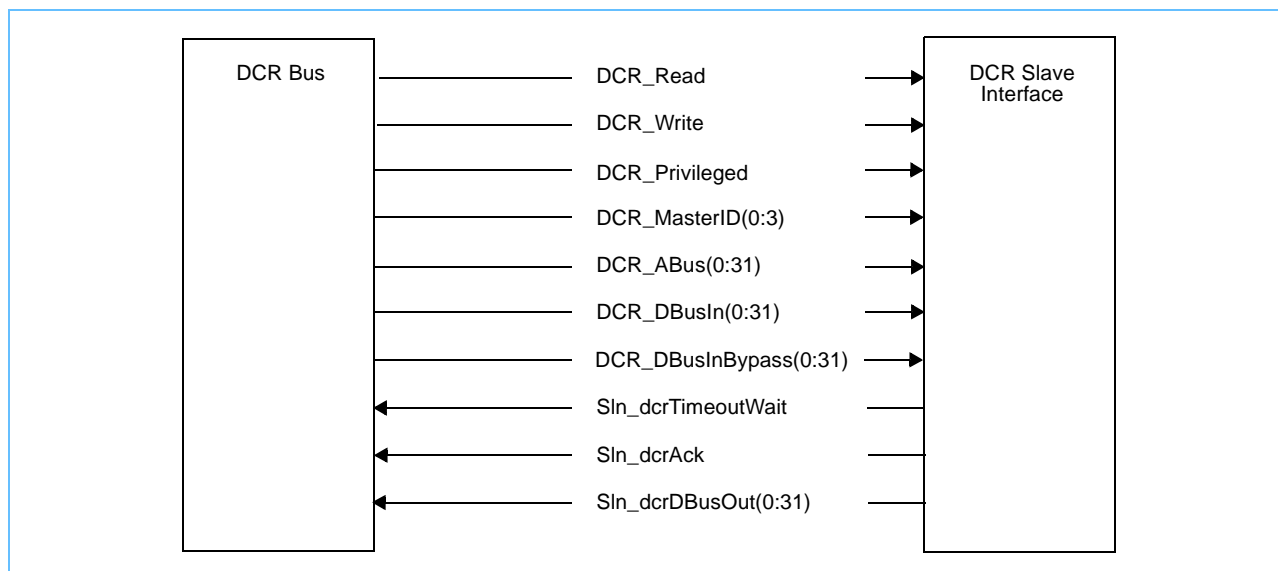 DCR Bus
DCR_Read
DCR Slave
Interface
DCR_Write
DCR_Privileged
DCR_MasterID(0:3)
DCR_ABus(0:31)
DCR_DBusIn(0:31)
DCR_DBusInBypass(0:31)
Sln_dcrTimeoutWait
Sln_dcrAck
Sln_dcrDBusOut(0:31)